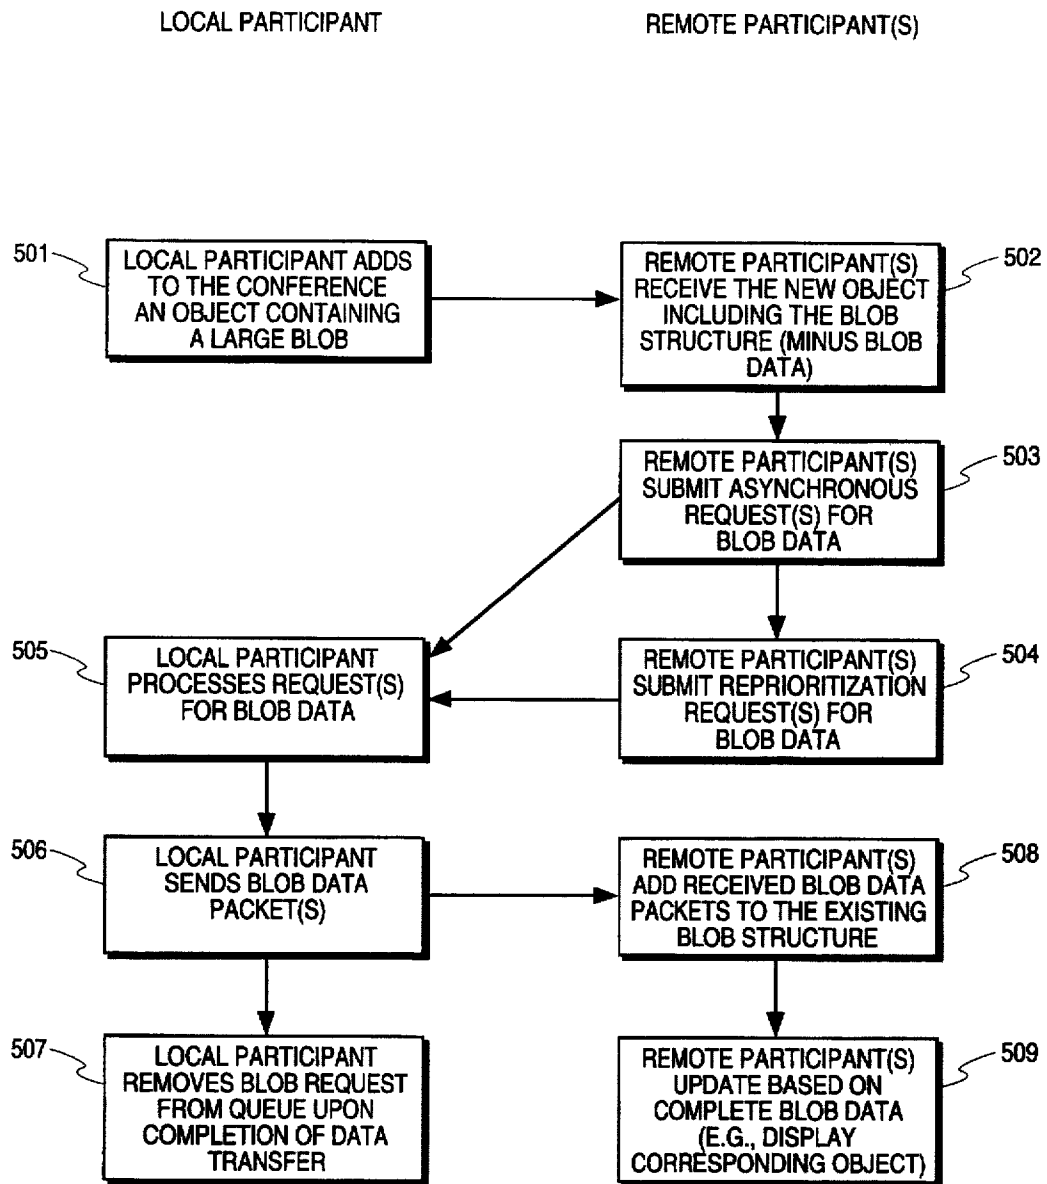 LOCAL PARTICIPANT
REMOTE PARTICIPANT(S)
501
LOCAL PARTICIPANT ADDS
TO THE CONFERENCE
AN OBJECT CONTAINING
A LARGE BLOB
REMOTE PARTICIPANT(S)
RECEIVE THE NEW OBJECT
INCLUDING THE BLOB
STRUCTURE (MINUS BLOB
DATA)
502
REMOTE PARTICIPANT(S)
SUBMIT ASYNCHRONOUS
REQUEST(S) FOR
BLOB DATA
503
505
LOCAL PARTICIPANT
PROCESSES REQUEST(S)
FOR BLOB DATA
REMOTE PARTICIPANT(S)
SUBMIT REPRIORITIZATION
REQUEST(S) FOR
BLOB DATA
504
506
LOCAL PARTICIPANT
SENDS BLOB DATA
PACKET(S)
REMOTE PARTICIPANT(S)
ADD RECEIVED BLOB DATA
PACKETS TO THE EXISTING
BLOB STRUCTURE
508
507
LOCAL PARTICIPANT
REMOVES BLOB REQUEST
FROM QUEUE UPON
COMPLETION OF DATA
TRANSFER
REMOTE PARTICIPANT(S)
UPDATE BASED ON
COMPLETE BLOB DATA
(E.G., DISPLAY
CORRESPONDING OBJECT)
509